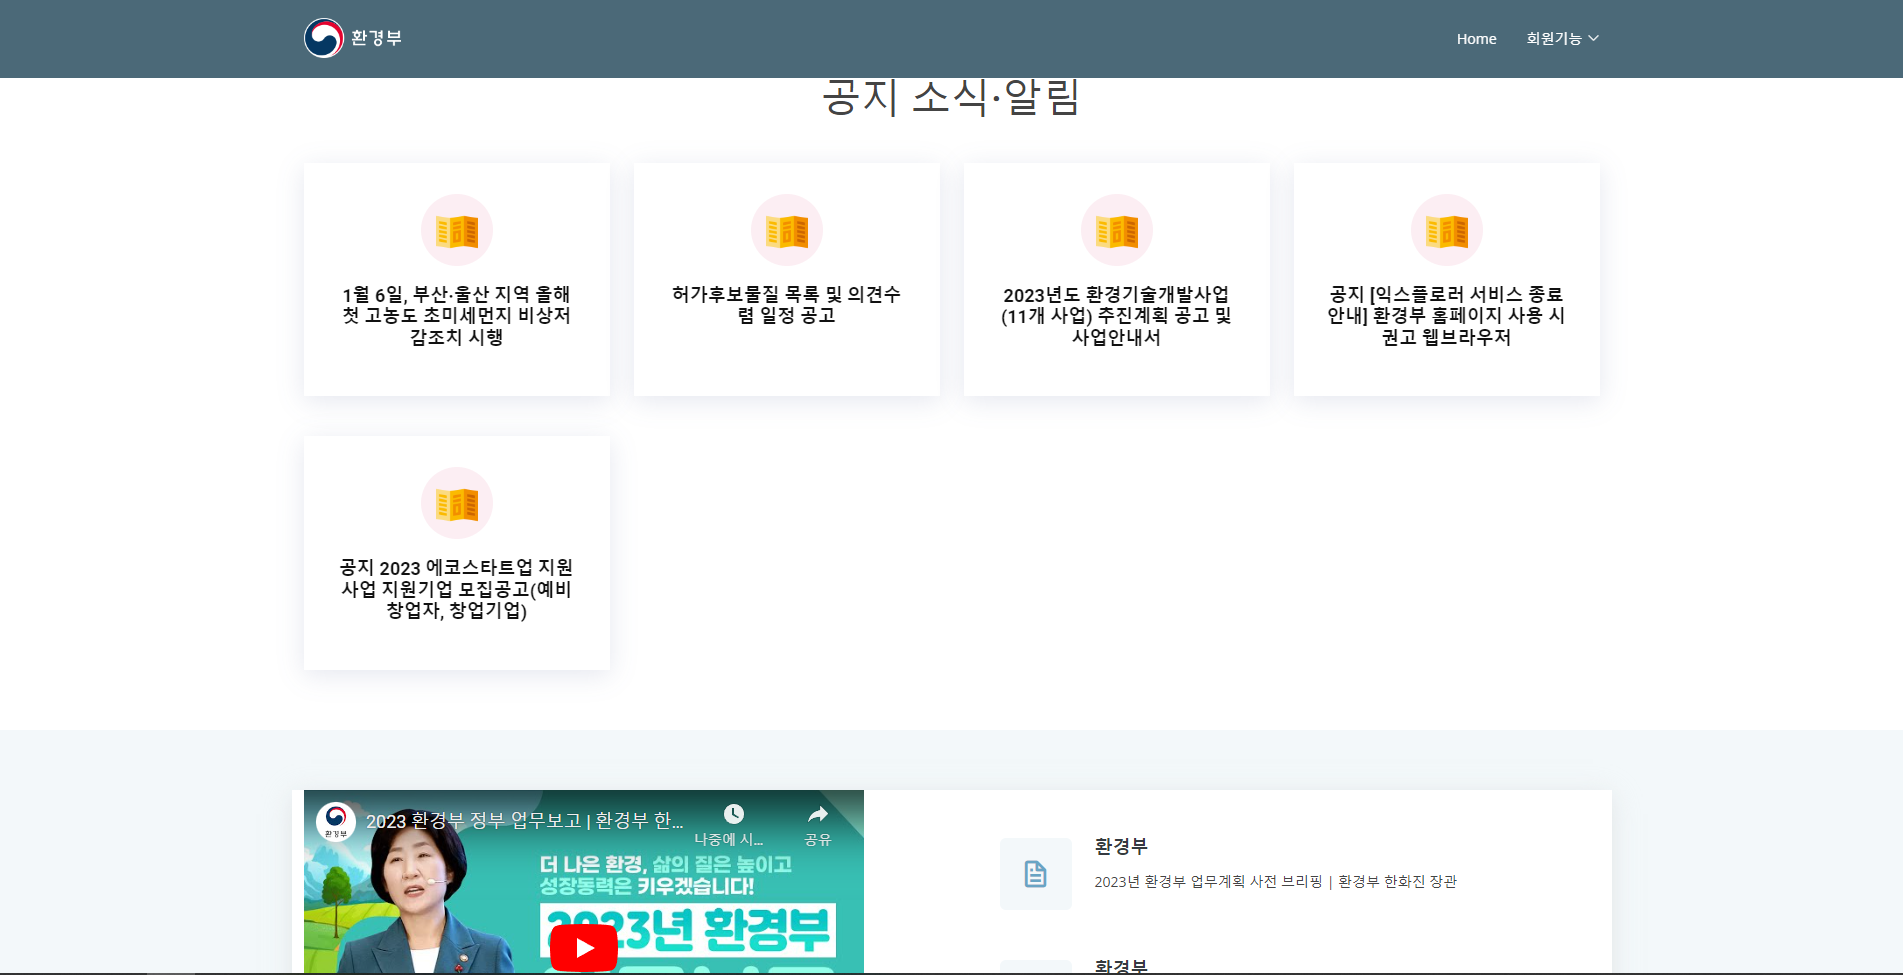 환경부
Home
회원기능
공지 소식·알림
1월 6일, 부산·울산 지역 올해
첫 고농도 초미세먼지 비상저
감조치 시행
허가후보물질 목록 및 의견수
렴 일정 공고
2023년도 환경기술개발사업
(11개 사업) 추진계획 공고 및
사업안내서
공지 [익스플로러 서비스 종료
안내] 환경부 홈페이지 사용 시
권고 웹브라우저
공지 2023 에코스타트업 지원
사업 지원기업 모집공고(예비
창업자, 창업기업)
환경부
2023 환경부 정부 업무보고 | 환경부 한...
나중에 시...
공유
더 나은 환경, 삶의 질은 높이고
성장동력은 키우겠습니다!
2023년 환경부
환경부
2023년 환경부 업무계획 사전 브리핑 | 환경부 한화진 장관
환경부